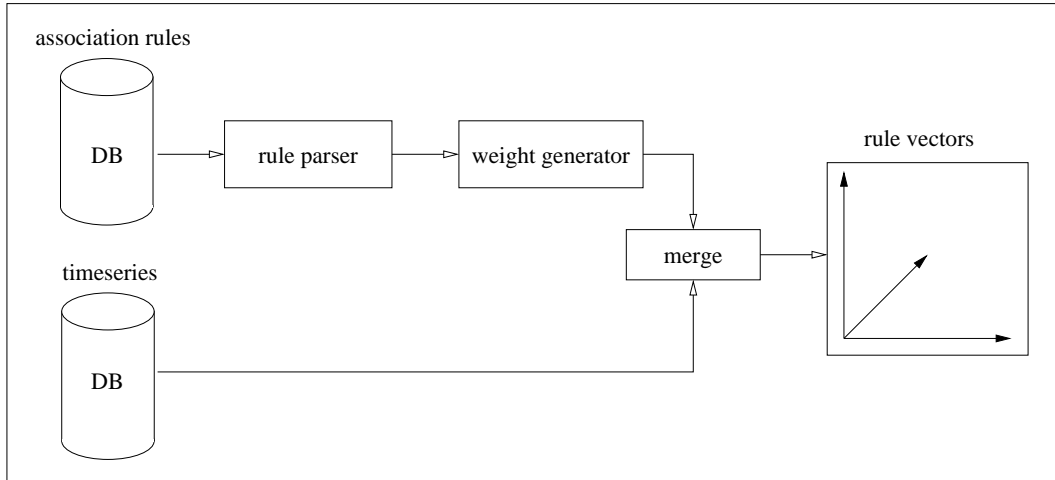 association rules
DB
rule parser
weight generator
rule vectors
merge
timeseries
DB